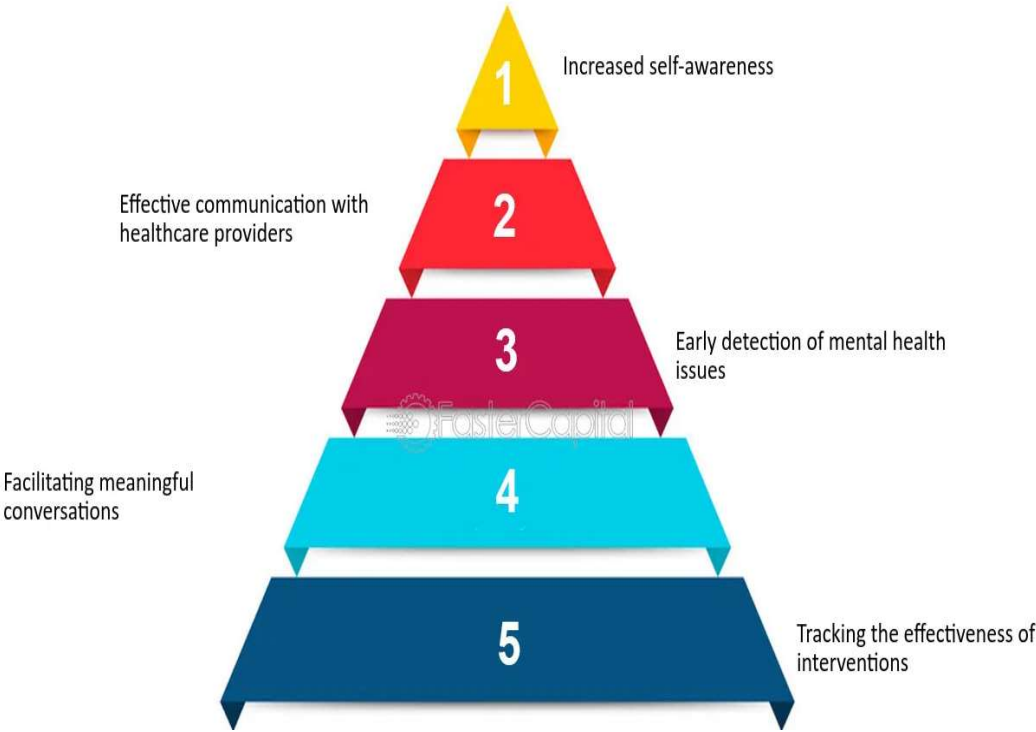 1
Increased self-awareness
Effective communication with
healthcare providers
2
3
Early detection of mental health
issues
FasterCapital
Facilitating meaningful
conversations
4
5
Tracking the effectiveness of
interventions